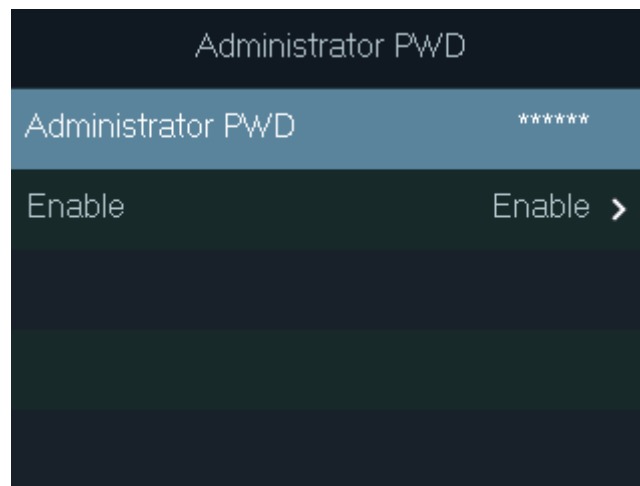 Administrator PWD
Administrator PWD ******
Enable Enable >